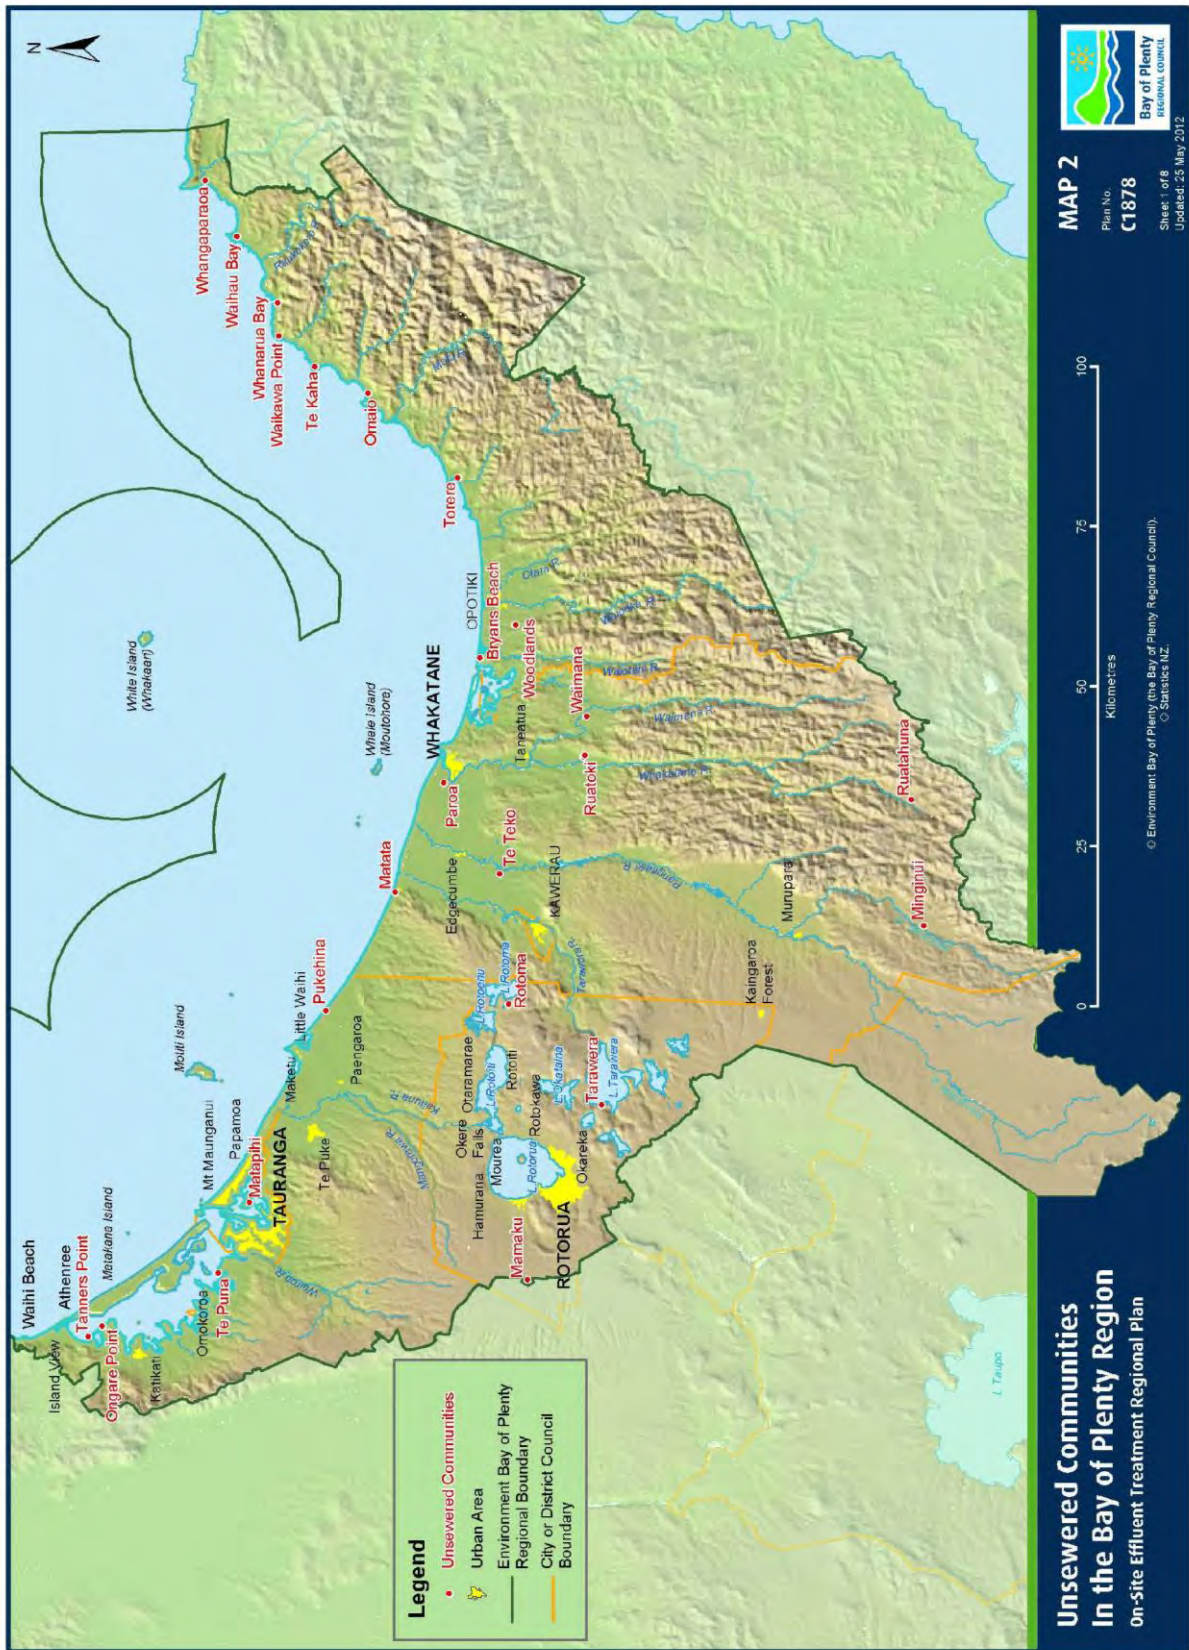 N
Waihi Beach
Athenree
Tanners Point
Island View
Ongare Point
Katikati
Matakana Island
Omokoroa
Te Puna
Wairoa R.
Mt Maunganui
Papamoa
Matapihi
TAURANGA
Te Puke
Maketu
Little Waihi
Pukehina
Paengaroa
Motiti Island
White Island
(Whakaari)
Whale Island
(Moutohora)
Kaituna R.
Mangorewa R.
Hamurana
Okere
Falls
Otaramarae
Mourea
L.Rotorua
L.Rotoiti
Rotoiti
Rotokawa
L.Rotoehu
L.Rotoma
Rotoma
L.Okataina
Tarawera
L.Tarawera
Okareka
Mamaku
ROTORUA
Tarawera R.
Matata
Edgecumbe
Te Teko
KAWERAU
Rangitaiki R.
Kaingaroa
Forest
Murupara
Minginui
Ruatahuna
WHAKATANE
Paroa
Taneatua
Ruatoki
Waimana
Whakatane R.
Waimana R.
OPOTIKI
Bryans Beach
Woodlands
Waiotahi R.
Waioeka R.
Otara R.
Torere
Motu R.
Omaio
Te Kaha
Waikawa Point
Whanarua Bay
Raukokore R.
Waihau Bay
Whangaparaoa
L.Taupo
Legend
Unsewered Communities
Urban Area
Environment Bay of Plenty
Regional Boundary
City or District Council
Boundary
Unsewered Communities
In the Bay of Plenty Region
On-Site Effluent Treatment Regional Plan
0 25 50 75 100
Kilometres
© Environment Bay of Plenty (the Bay of Plenty Regional Council).
© Statistics NZ.
MAP 2
Plan No.
C1878
Sheet 1 of 8
Updated: 25 May 2012
Bay of Plenty
REGIONAL COUNCIL